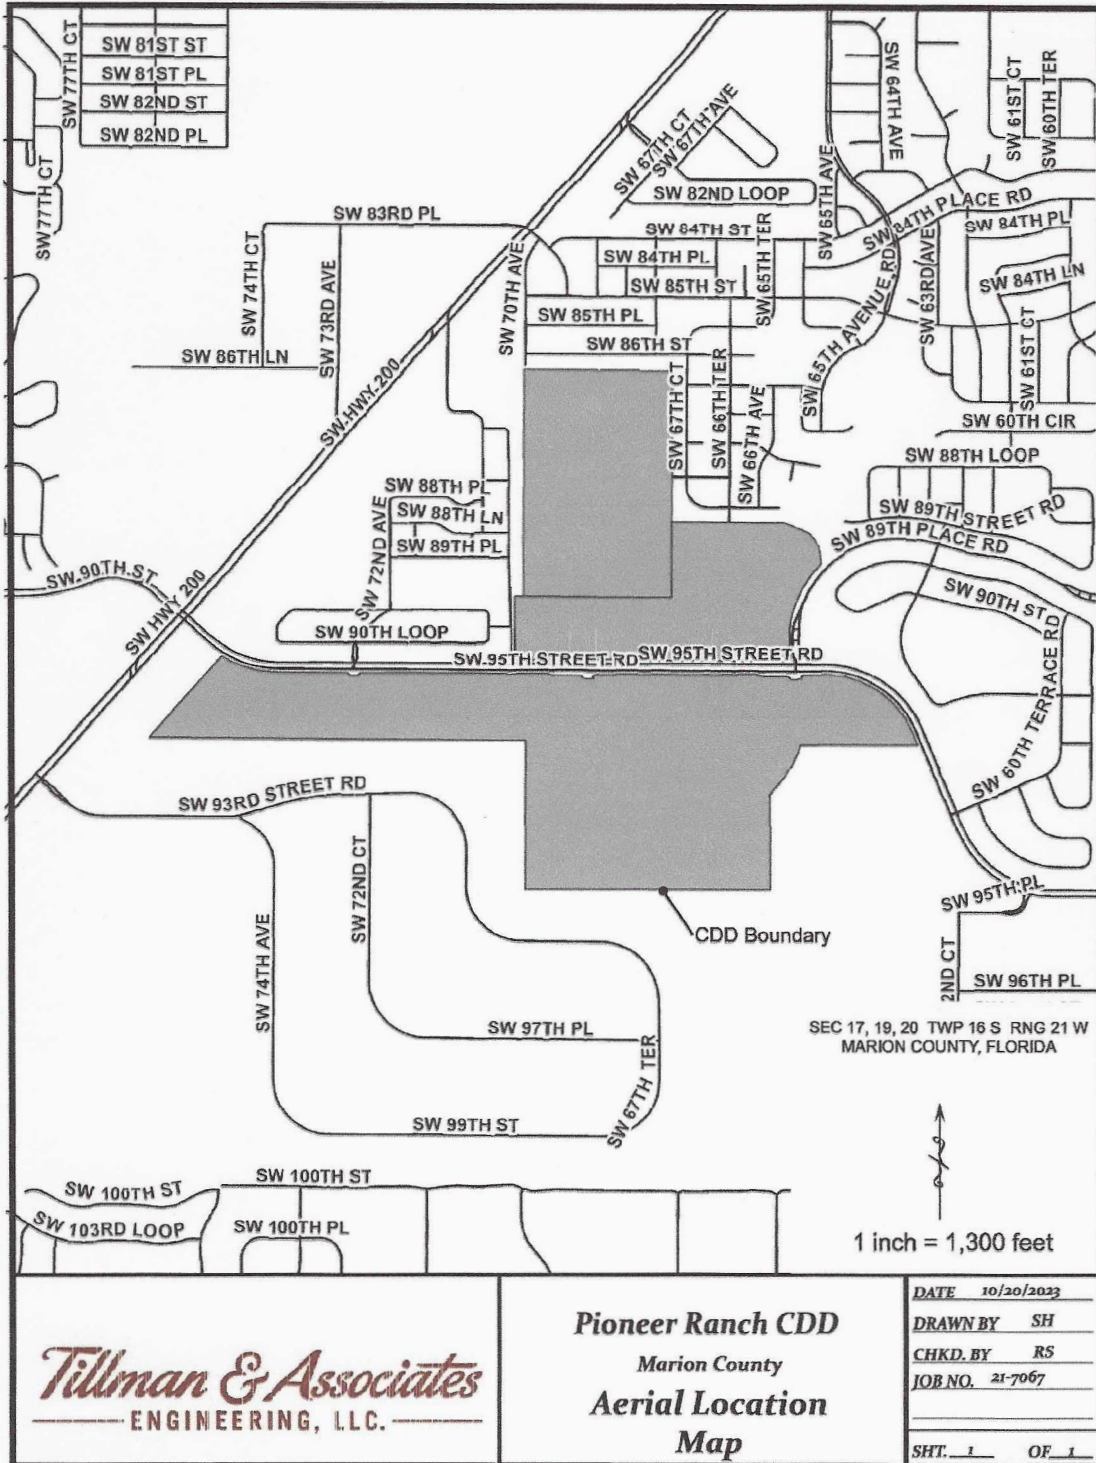 SW 77TH CT
SW 81ST ST
SW 81ST PL
SW 82ND ST
SW 82ND PL
SW 77TH CT
SW 67TH CT
SW 67TH AVE
SW 82ND LOOP
SW 65TH AVE
SW 64TH AVE
SW 61ST CT
SW 60TH TER
SW 84TH PLACE RD
SW 84TH PL
SW 84TH LN
SW 83RD PL
SW 74TH CT
SW 73RD AVE
SW 86TH LN
SW HWY 200
SW 70TH AVE
SW 84TH ST
SW 84TH PL
SW 85TH ST
SW 85TH PL
SW 86TH ST
SW 65TH TER
SW 65TH AVENUE RD
SW 63RD AVE
SW 61ST CT
SW 60TH CIR
SW 67TH CT
SW 66TH TER
SW 66TH AVE
SW 88TH LOOP
SW 89TH STREET RD
SW 89TH PLACE RD
SW 88TH PL
SW 88TH LN
SW 89TH PL
SW 72ND AVE
SW 90TH ST
SW HWY 200
SW 90TH LOOP
SW 95TH STREET RD
SW 95TH STREET RD
SW 90TH ST
SW 60TH TERRACE RD
SW 93RD STREET RD
SW 72ND CT
SW 74TH AVE
CDD Boundary
SW 95TH PL
2ND CT
SW 96TH PL
SW 97TH PL
SW 67TH TER
SW 99TH ST
SEC 17, 19, 20 TWP 16 S RNG 21 W
MARION COUNTY, FLORIDA
SW 100TH ST
SW 100TH ST
SW 103RD LOOP
SW 100TH PL
1 inch = 1,300 feet
Tillman & Associates
ENGINEERING, LLC.
Pioneer Ranch CDD
Marion County
Aerial Location
Map
DATE 10/20/2023
DRAWN BY SH
CHKD. BY RS
JOB NO. 21-7067
SHT. 1 OF 1